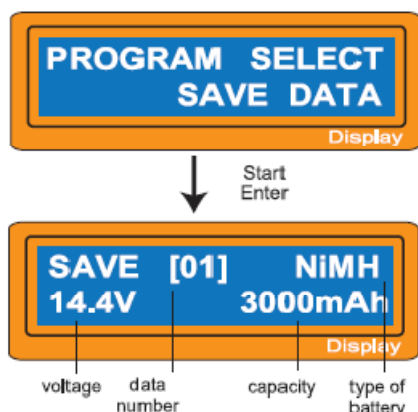 PROGRAM SELECT
SAVE DATA
Display
Start
Enter
SAVE [01] NiMH
14.4V 3000mAh
Display
voltage data number capacity type of battery